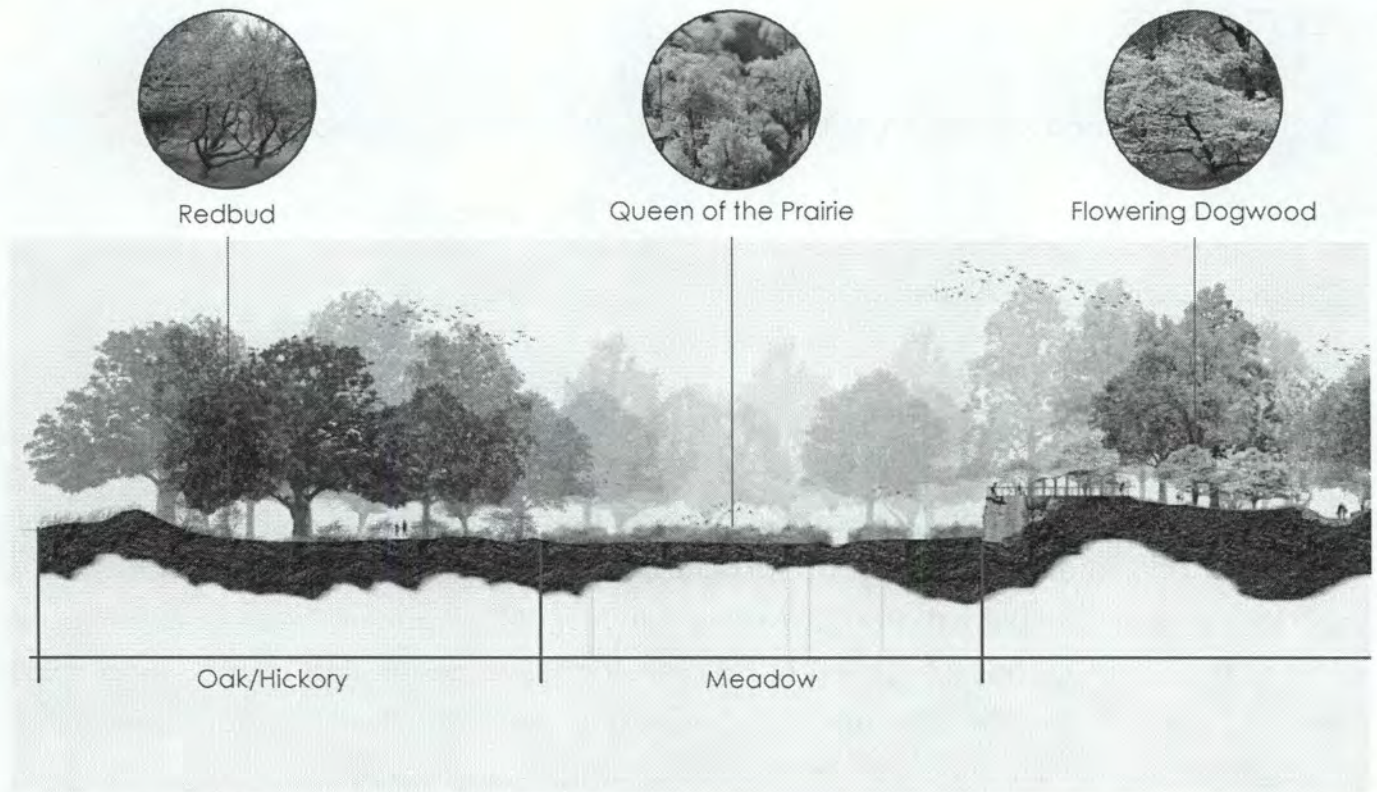 Redbud
Queen of the Prairie
Flowering Dogwood
Oak/Hickory
Meadow